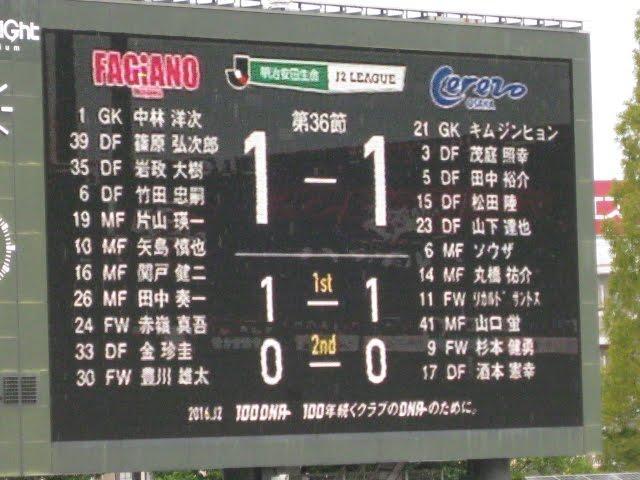 ight
ium
FAGiANO
明治安田生命 J2 LEAGUE
Cerezo
OSAKA
第36節
1 GK 中林 洋次
39 DF 篠原 弘次郎
35 DF 岩政 大樹
6 DF 竹田 忠嗣
19 MF 片山 瑛一
10 MF 矢島 慎也
16 MF 関戸 健二
26 MF 田中 奏一
24 FW 赤嶺 真吾
33 DF 金 珍圭
30 FW 豊川 雄太
1 — 1
1 1st 1
0 2nd 0
21 GK キム ジンヒョン
3 DF 茂庭 照幸
5 DF 田中 裕介
15 DF 松田 陸
23 DF 山下 達也
6 MF ソウザ
14 MF 丸橋 祐介
11 FW リカルド サントス
41 MF 山口 蛍
9 FW 杉本 健勇
17 DF 酒本 憲幸
2016.J2 100DNA 100年続くクラブのDNAのために。